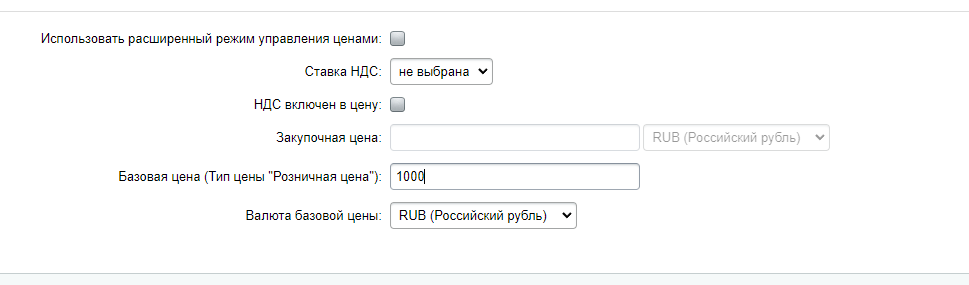 Использовать расширенный режим управления ценами:
Ставка НДС: не выбрана
НДС включен в цену:
Закупочная цена: RUB (Российский рубль)
Базовая цена (Тип цены "Розничная цена"): 1000
Валюта базовой цены: RUB (Российский рубль)